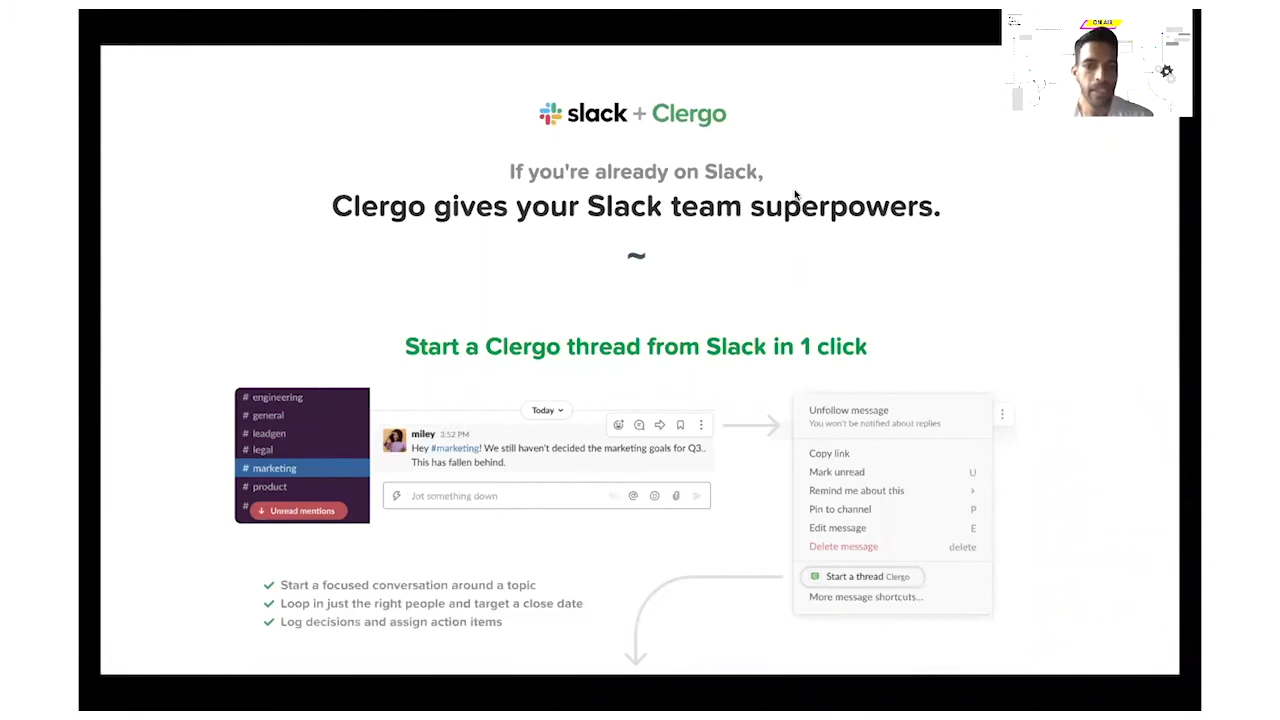 ON AIR
slack + Clergo
If you're already on Slack,
Clergo gives your Slack team superpowers.
~
Start a Clergo thread from Slack in 1 click
# engineering
# general
# leadgen
# legal
# marketing
# product
#
↓ Unread mentions
Today
miley 3:52 PM
Hey #marketing! We still haven't decided the marketing goals for Q3..
This has fallen behind.
Jot something down
Unfollow message
You won't be notified about replies
Copy link
Mark unread U
Remind me about this >
Pin to channel P
Edit message E
Delete message delete
Start a thread Clergo
More message shortcuts...
Start a focused conversation around a topic
Loop in just the right people and target a close date
Log decisions and assign action items